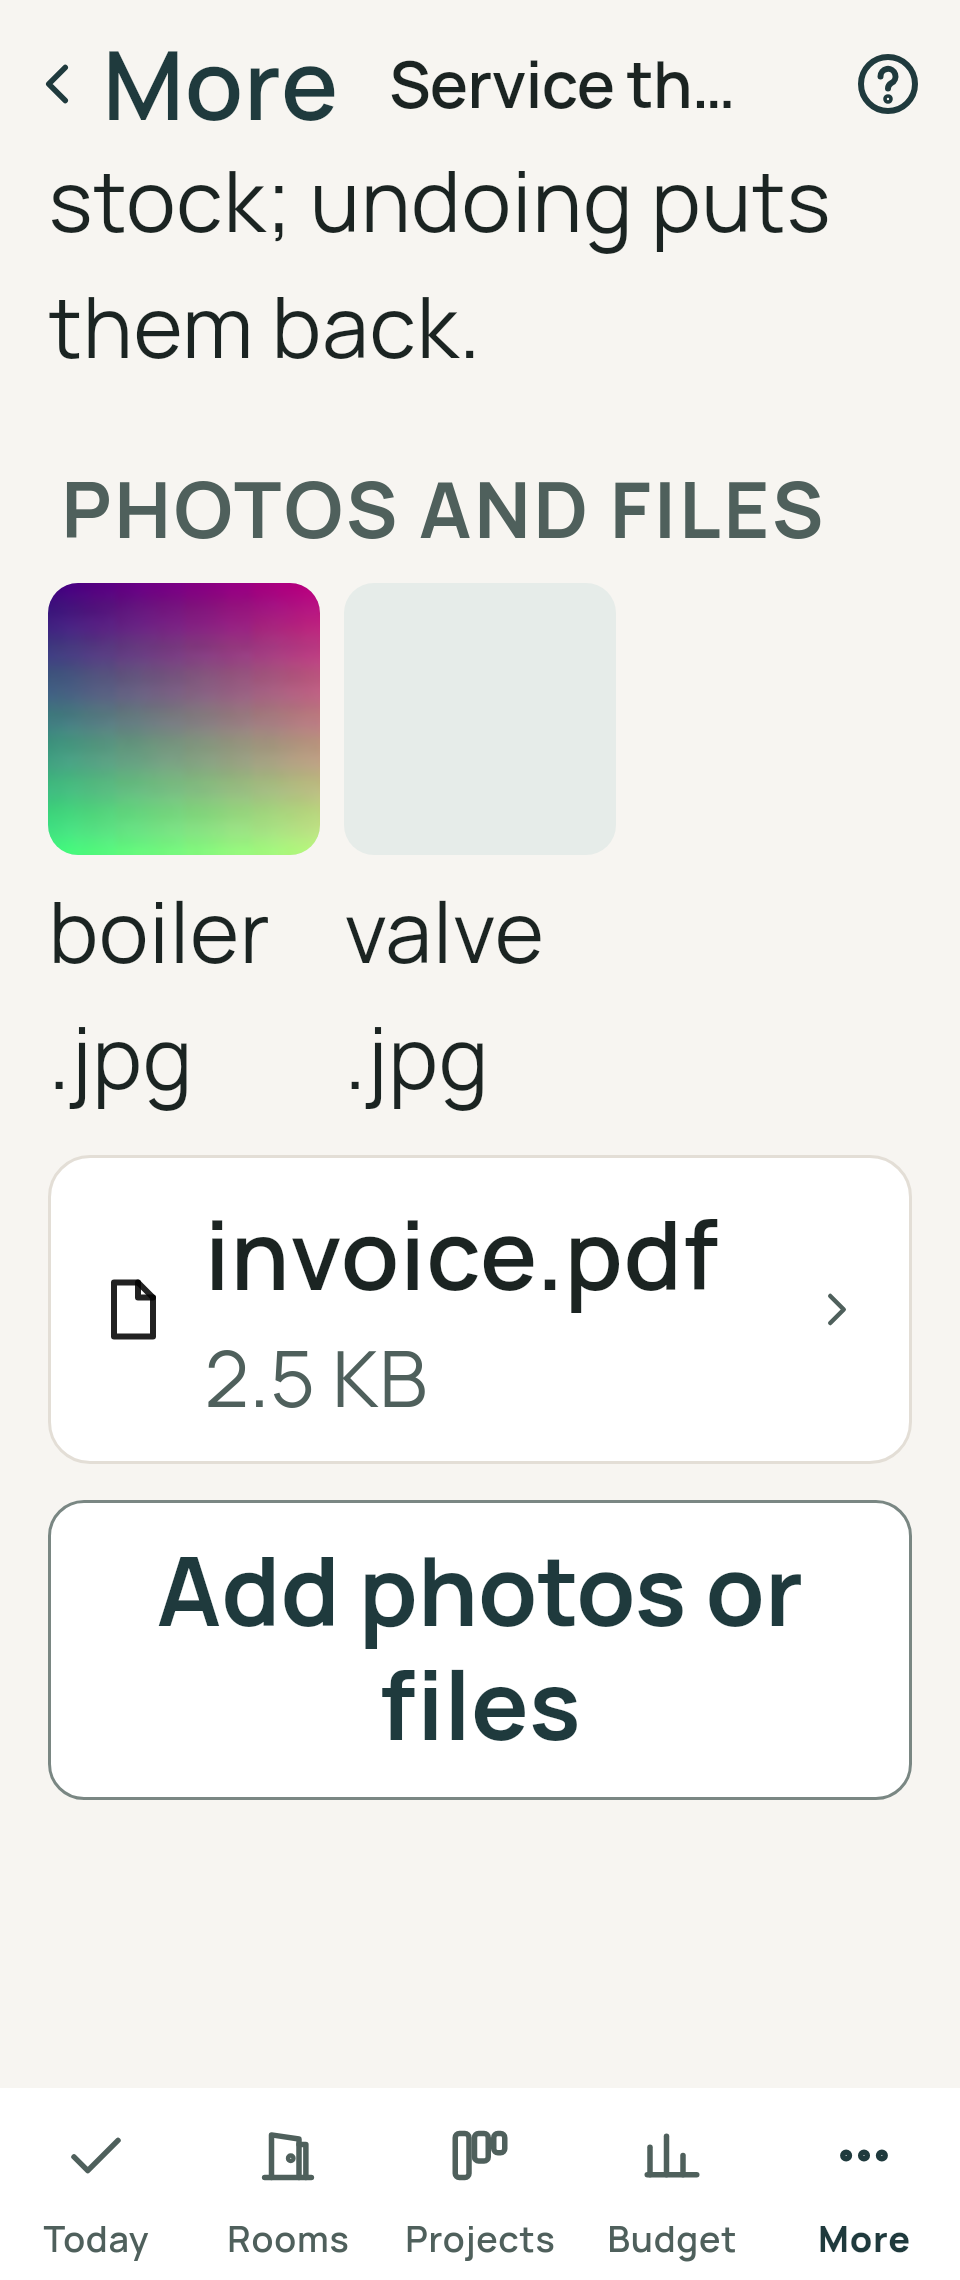 More Service th...
stock; undoing puts
them back.
PHOTOS AND FILES
boiler valve
.jpg .jpg
invoice.pdf
2.5 KB
Add photos or
files
Today Rooms Projects Budget More